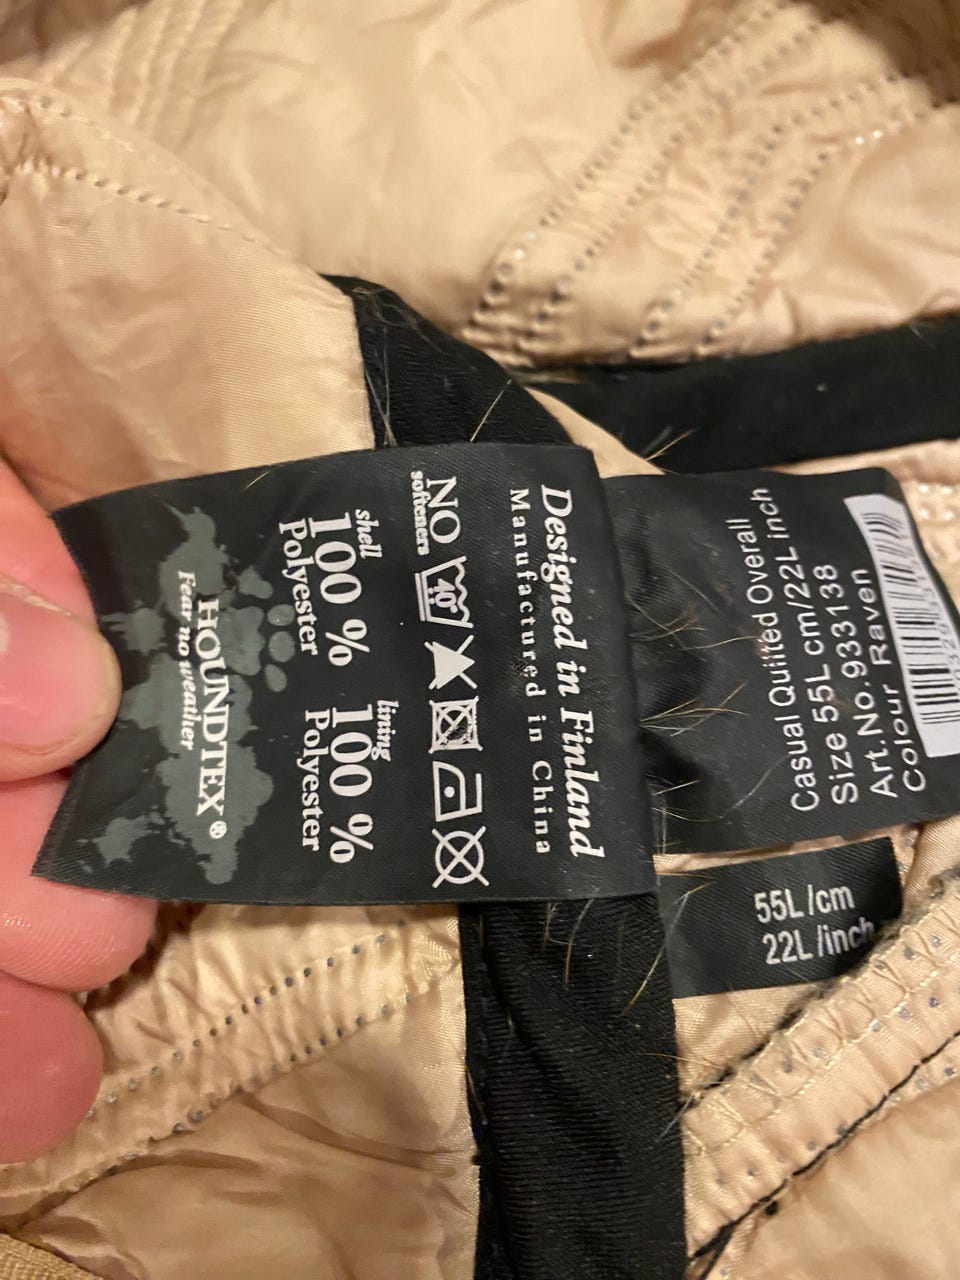 Designed in Finland
Manufactured in China
NO
softeners
40°
shell
100 %
Polyester
lining
100 %
Polyester
HOUNDTEX®
Fear no weather
Casual Quilted Overall
Size 55L cm/22L inch
Art.No.933138
Colour Raven
55L/cm
22L/inch